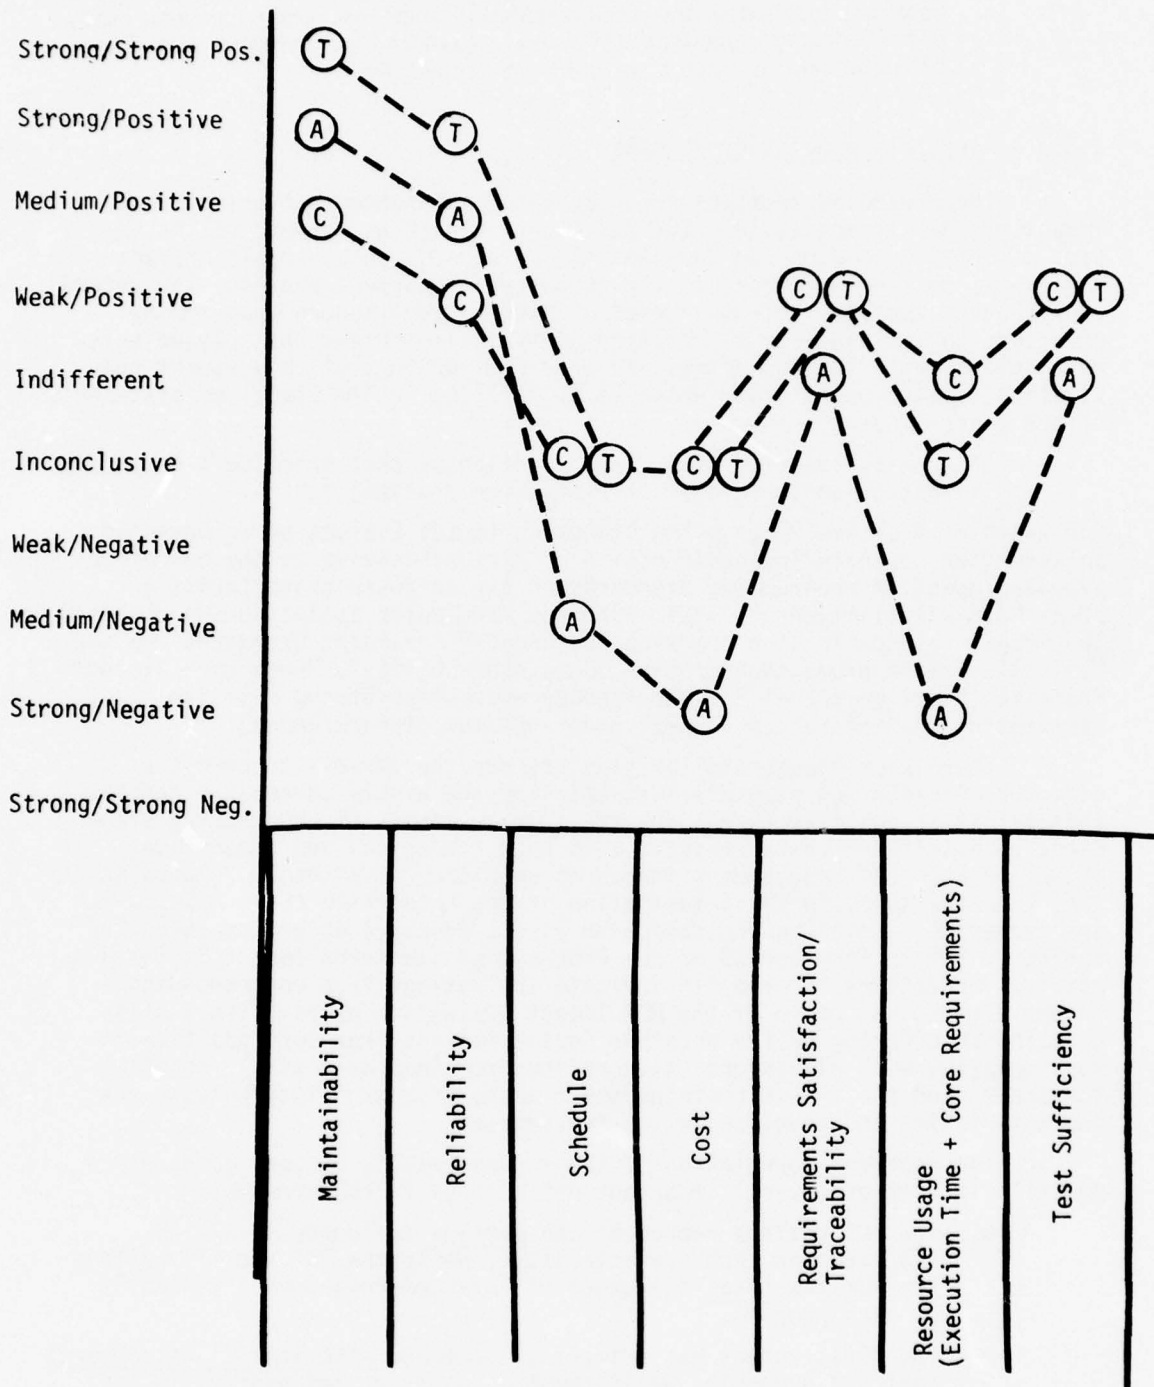 Strong/Strong Pos.
T
Strong/Positive
A
T
Medium/Positive
C
A
Weak/Positive
C
C
T
C
T
Indifferent
A
C
A
Inconclusive
C
T
C
T
T
Weak/Negative
Medium/Negative
A
Strong/Negative
A
A
Strong/Strong Neg.
Maintainability
Reliability
Schedule
Cost
Requirements Satisfaction/
Traceability
Resource Usage
(Execution Time + Core Requirements)
Test Sufficiency